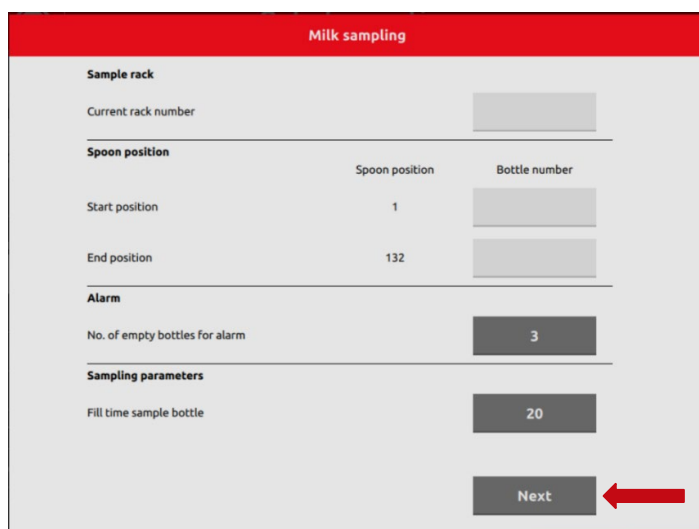 Milk sampling
Sample rack
Current rack number
Spoon position
Spoon position Bottle number
Start position 1
End position 132
Alarm
No. of empty bottles for alarm 3
Sampling parameters
Fill time sample bottle 20
Next